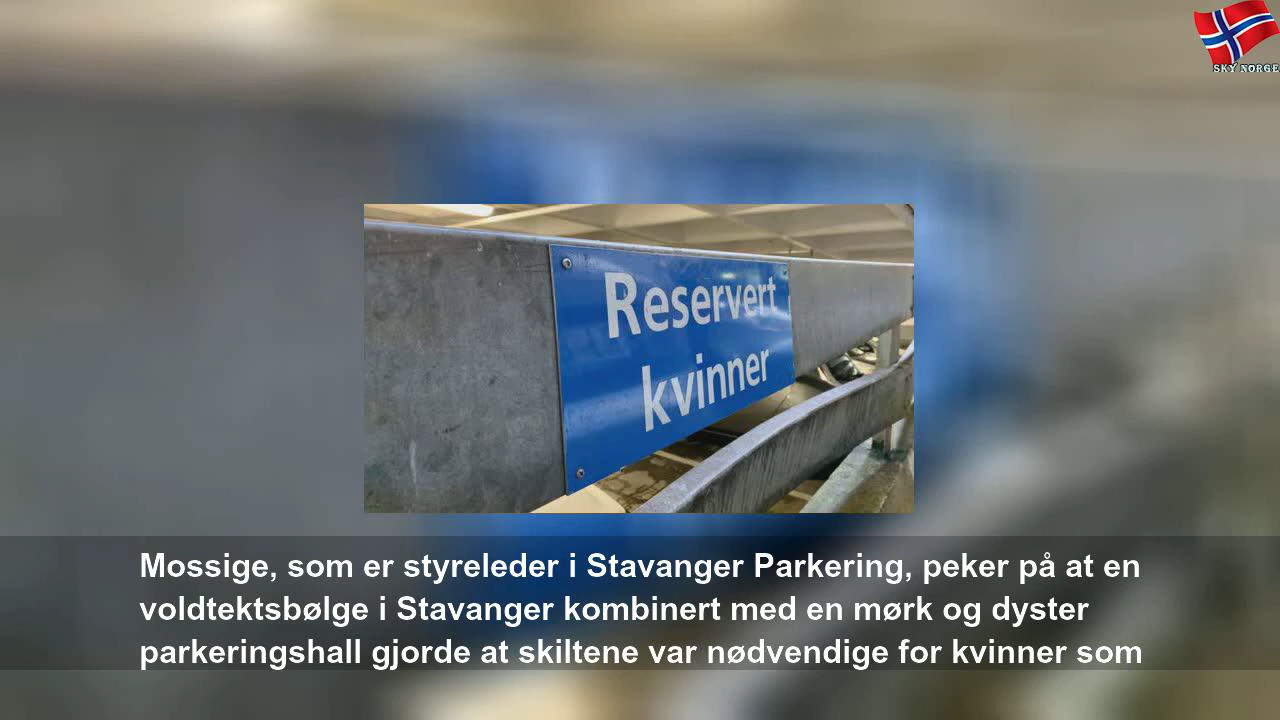 SKY NORGE
Reservert
kvinner
Mossige, som er styreleder i Stavanger Parkering, peker på at en
voldtektsbølge i Stavanger kombinert med en mørk og dyster
parkeringshall gjorde at skiltene var nødvendige for kvinner som